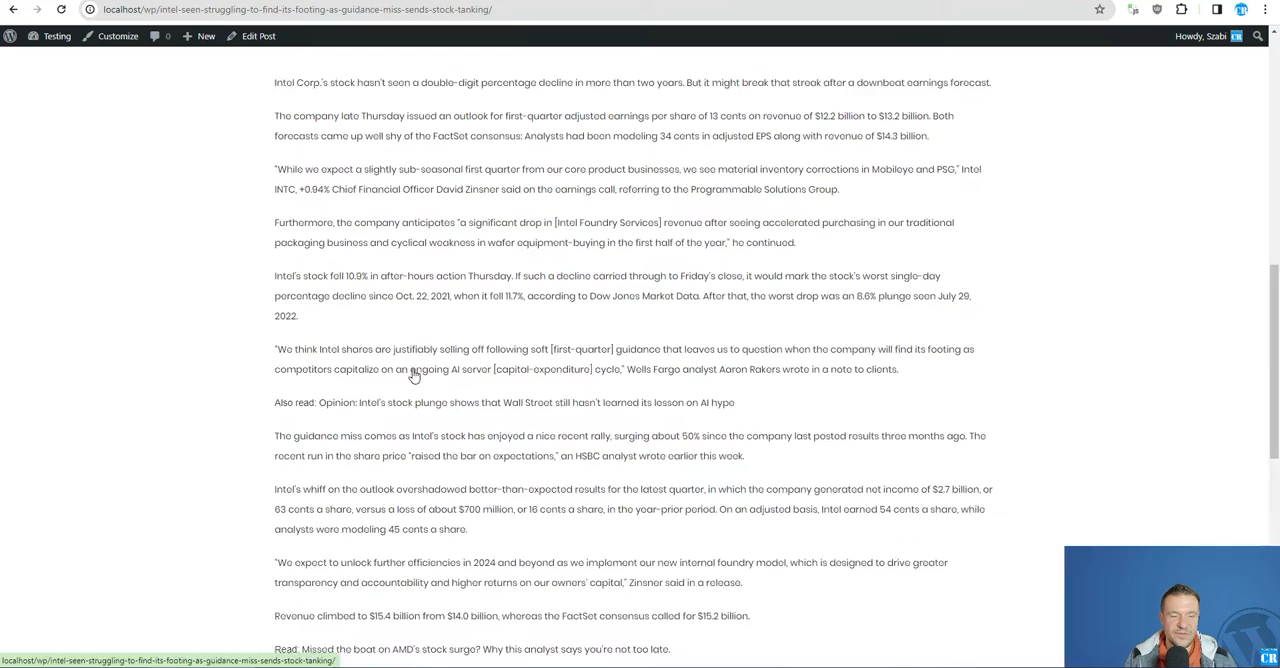 localhost/wp/intel-seen-struggling-to-find-its-footing-as-guidance-miss-sends-stock-tanking/
Testing Customize 0 New Edit Post Howdy, Szabi
Intel Corp.'s stock hasn't seen a double-digit percentage decline in more than two years. But it might break that streak after a downbeat earnings forecast.
The company late Thursday issued an outlook for first-quarter adjusted earnings per share of 13 cents on revenue of $12.2 billion to $13.2 billion. Both
forecasts came up well shy of the FactSet consensus: Analysts had been modeling 34 cents in adjusted EPS along with revenue of $14.3 billion.
"While we expect a slightly sub-seasonal first quarter from our core product businesses, we see material inventory corrections in Mobileye and PSG," Intel
INTC, +0.94% Chief Financial Officer David Zinsner said on the earnings call, referring to the Programmable Solutions Group.
Furthermore, the company anticipates "a significant drop in [Intel Foundry Services] revenue after seeing accelerated purchasing in our traditional
packaging business and cyclical weakness in wafer equipment-buying in the first half of the year," he continued.
Intel's stock fell 10.9% in after-hours action Thursday. If such a decline carried through to Friday's close, it would mark the stock's worst single-day
percentage decline since Oct. 22, 2021, when it fell 11.7%, according to Dow Jones Market Data. After that, the worst drop was an 8.6% plunge seen July 29,
2022.
"We think Intel shares are justifiably selling off following soft [first-quarter] guidance that leaves us to question when the company will find its footing as
competitors capitalize on an ongoing AI server [capital-expenditure] cycle," Wells Fargo analyst Aaron Rakers wrote in a note to clients.
Also read: Opinion: Intel's stock plunge shows that Wall Street still hasn't learned its lesson on AI hype
The guidance miss comes as Intel's stock has enjoyed a nice recent rally, surging about 50% since the company last posted results three months ago. The
recent run in the share price "raised the bar on expectations," an HSBC analyst wrote earlier this week.
Intel's whiff on the outlook overshadowed better-than-expected results for the latest quarter, in which the company generated net income of $2.7 billion, or
63 cents a share, versus a loss of about $700 million, or 16 cents a share, in the year-prior period. On an adjusted basis, Intel earned 54 cents a share, while
analysts were modeling 45 cents a share.
"We expect to unlock further efficiencies in 2024 and beyond as we implement our new internal foundry model, which is designed to drive greater
transparency and accountability and higher returns on our owners' capital," Zinsner said in a release.
Revenue climbed to $15.4 billion from $14.0 billion, whereas the FactSet consensus called for $15.2 billion.
Read: Missed the boat on AMD's stock surge? Why this analyst says you're not too late.
localhost/wp/intel-seen-struggling-to-find-its-footing-as-guidance-miss-sends-stock-tanking/
CR